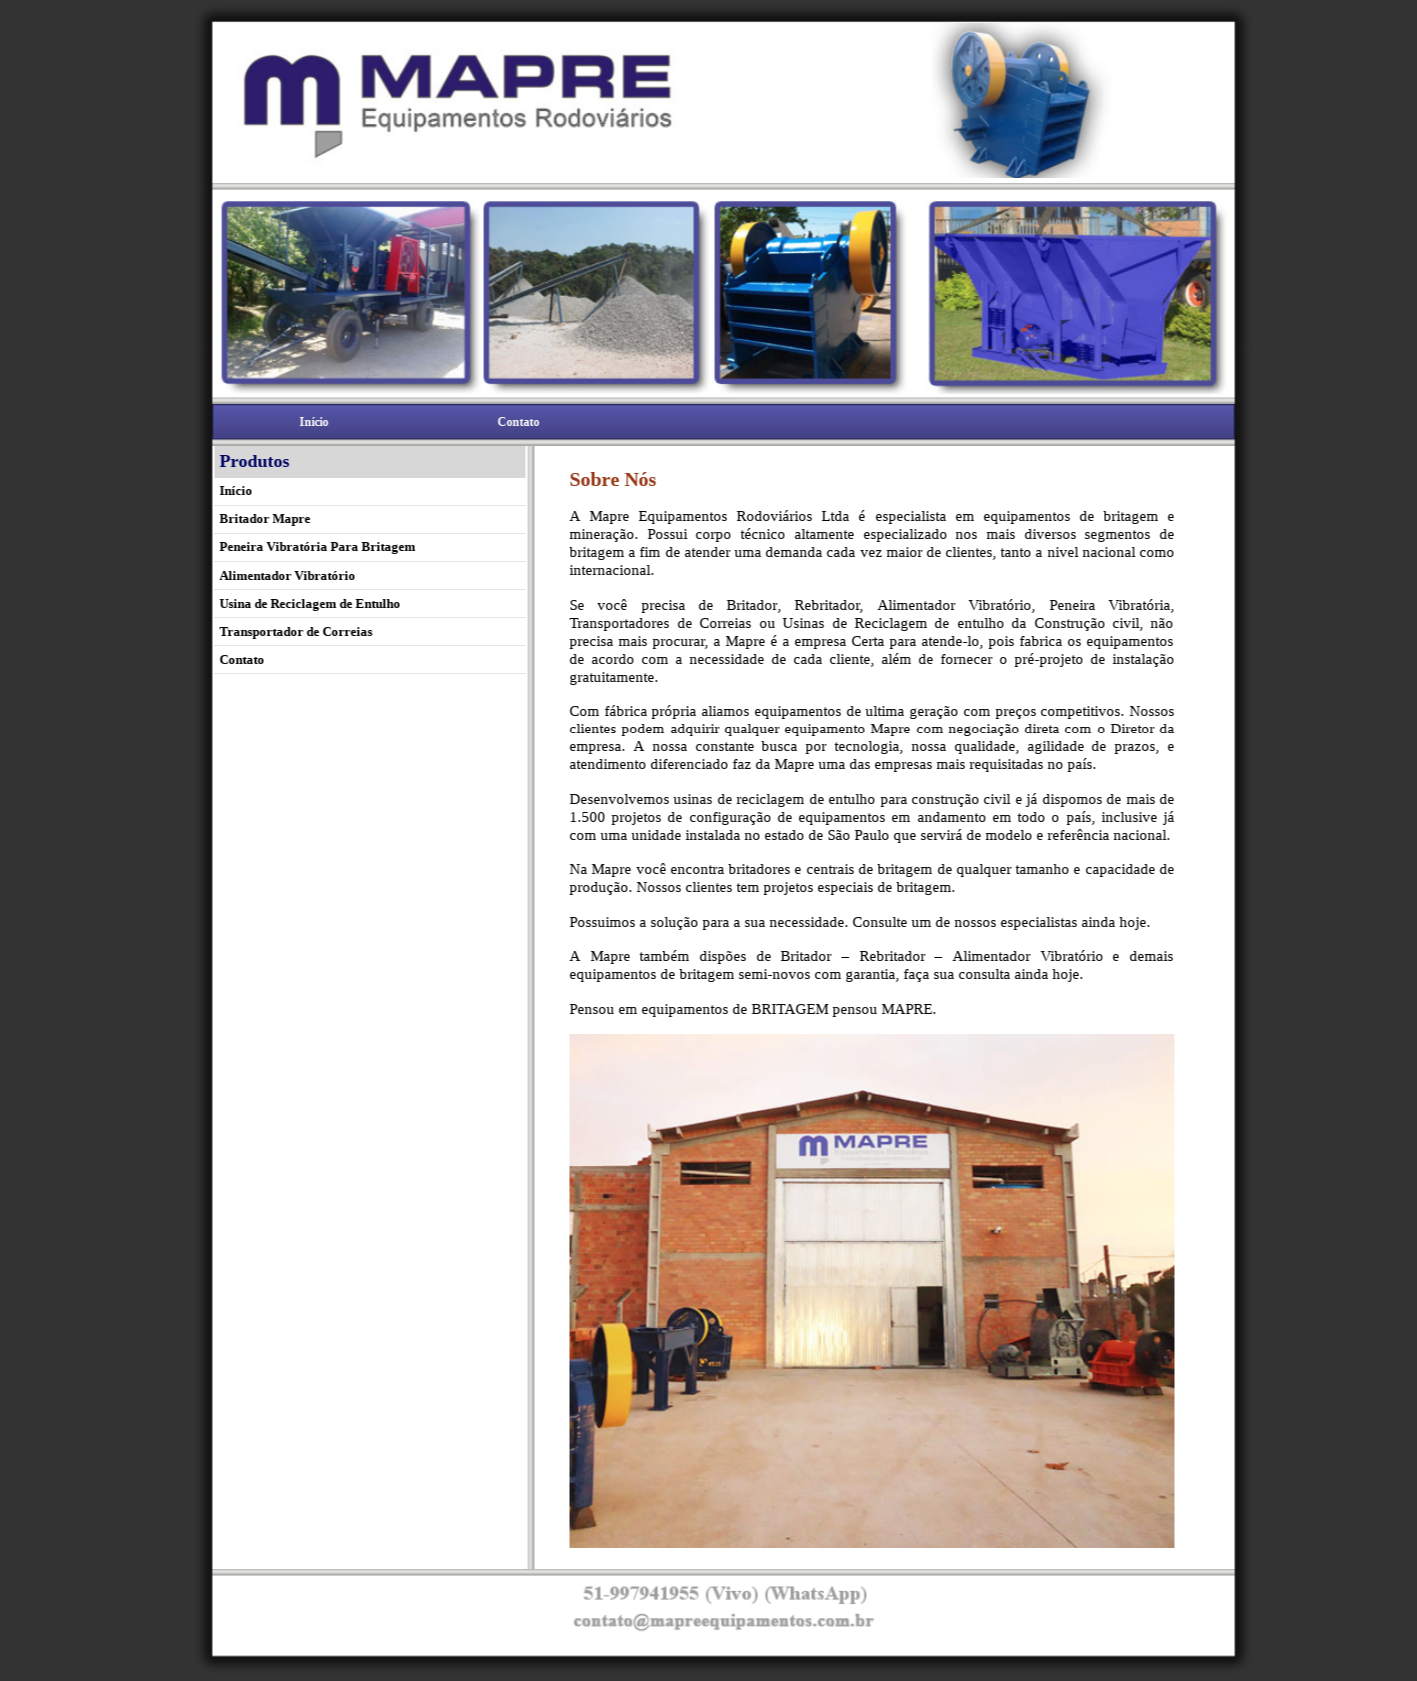 MAPRE
Equipamentos Rodoviários
Início
Contato
Produtos
Início
Britador Mapre
Peneira Vibratória Para Britagem
Alimentador Vibratório
Usina de Reciclagem de Entulho
Transportador de Correias
Contato
Sobre Nós
A Mapre Equipamentos Rodoviários Ltda é especialista em equipamentos de britagem e
mineração. Possui corpo técnico altamente especializado nos mais diversos segmentos de
britagem a fim de atender uma demanda cada vez maior de clientes, tanto a nivel nacional como
internacional.
Se você precisa de Britador, Rebritador, Alimentador Vibratório, Peneira Vibratória,
Transportadores de Correias ou Usinas de Reciclagem de entulho da Construção civil, não
precisa mais procurar, a Mapre é a empresa Certa para atende-lo, pois fabrica os equipamentos
de acordo com a necessidade de cada cliente, além de fornecer o pré-projeto de instalação
gratuitamente.
Com fábrica própria aliamos equipamentos de ultima geração com preços competitivos. Nossos
clientes podem adquirir qualquer equipamento Mapre com negociação direta com o Diretor da
empresa. A nossa constante busca por tecnologia, nossa qualidade, agilidade de prazos, e
atendimento diferenciado faz da Mapre uma das empresas mais requisitadas no país.
Desenvolvemos usinas de reciclagem de entulho para construção civil e já dispomos de mais de
1.500 projetos de configuração de equipamentos em andamento em todo o país, inclusive já
com uma unidade instalada no estado de São Paulo que servirá de modelo e referência nacional.
Na Mapre você encontra britadores e centrais de britagem de qualquer tamanho e capacidade de
produção. Nossos clientes tem projetos especiais de britagem.
Possuimos a solução para a sua necessidade. Consulte um de nossos especialistas ainda hoje.
A Mapre também dispões de Britador – Rebritador – Alimentador Vibratório e demais
equipamentos de britagem semi-novos com garantia, faça sua consulta ainda hoje.
Pensou em equipamentos de BRITAGEM pensou MAPRE.
MAPRE
Equipamentos Rodoviários
51-997941955 (Vivo) (WhatsApp)
contato@mapreequipamentos.com.br